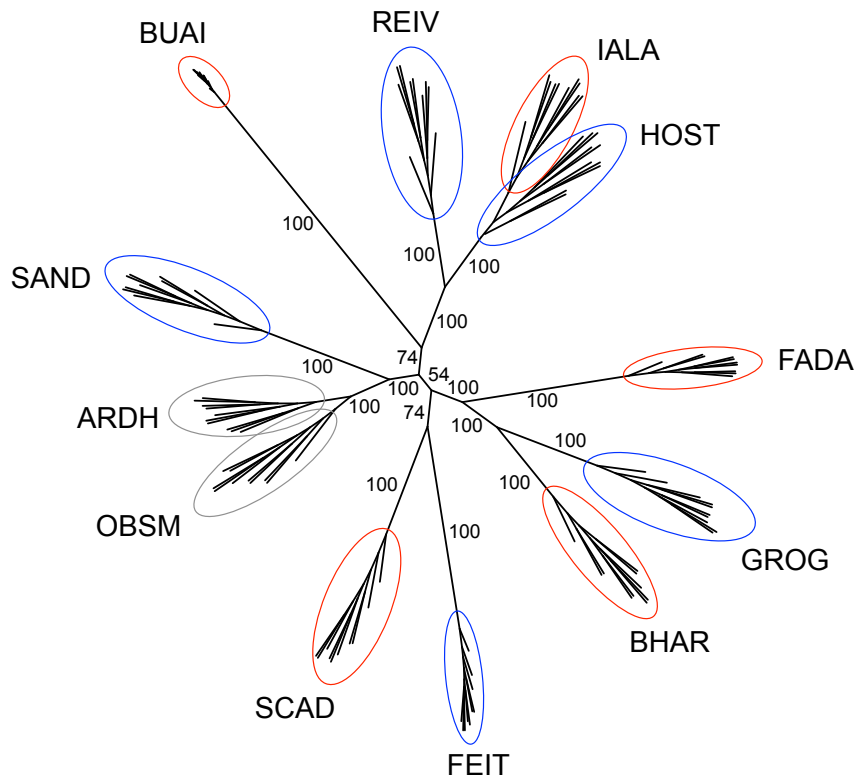 BUAI
REIV
IALA
HOST
100
100
100
SAND
100
100
74
54
FADA
100
100
100
100
74
100
100
ARDH
100
100
OBSM
100
GROG
BHAR
SCAD
FEIT